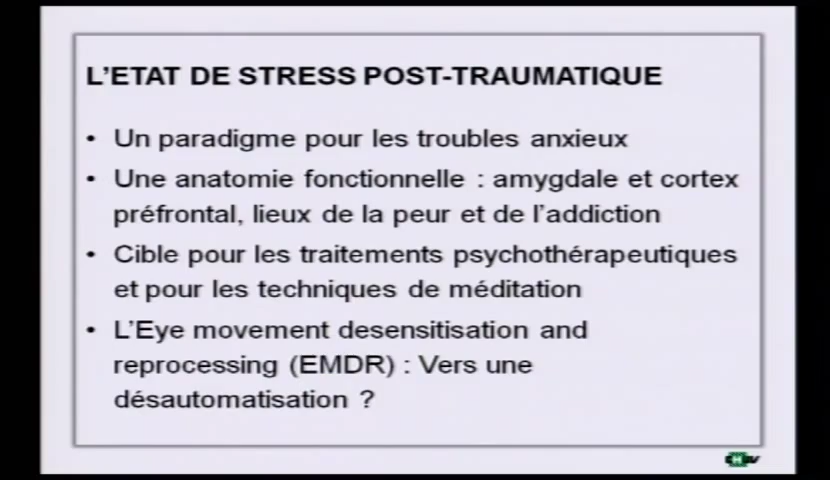 L’ETAT DE STRESS POST-TRAUMATIQUE
• Un paradigme pour les troubles anxieux
• Une anatomie fonctionnelle : amygdale et cortex
préfrontal, lieux de la peur et de l’addiction
• Cible pour les traitements psychothérapeutiques
et pour les techniques de méditation
• L’Eye movement desensitisation and
reprocessing (EMDR) : Vers une
désautomatisation ?